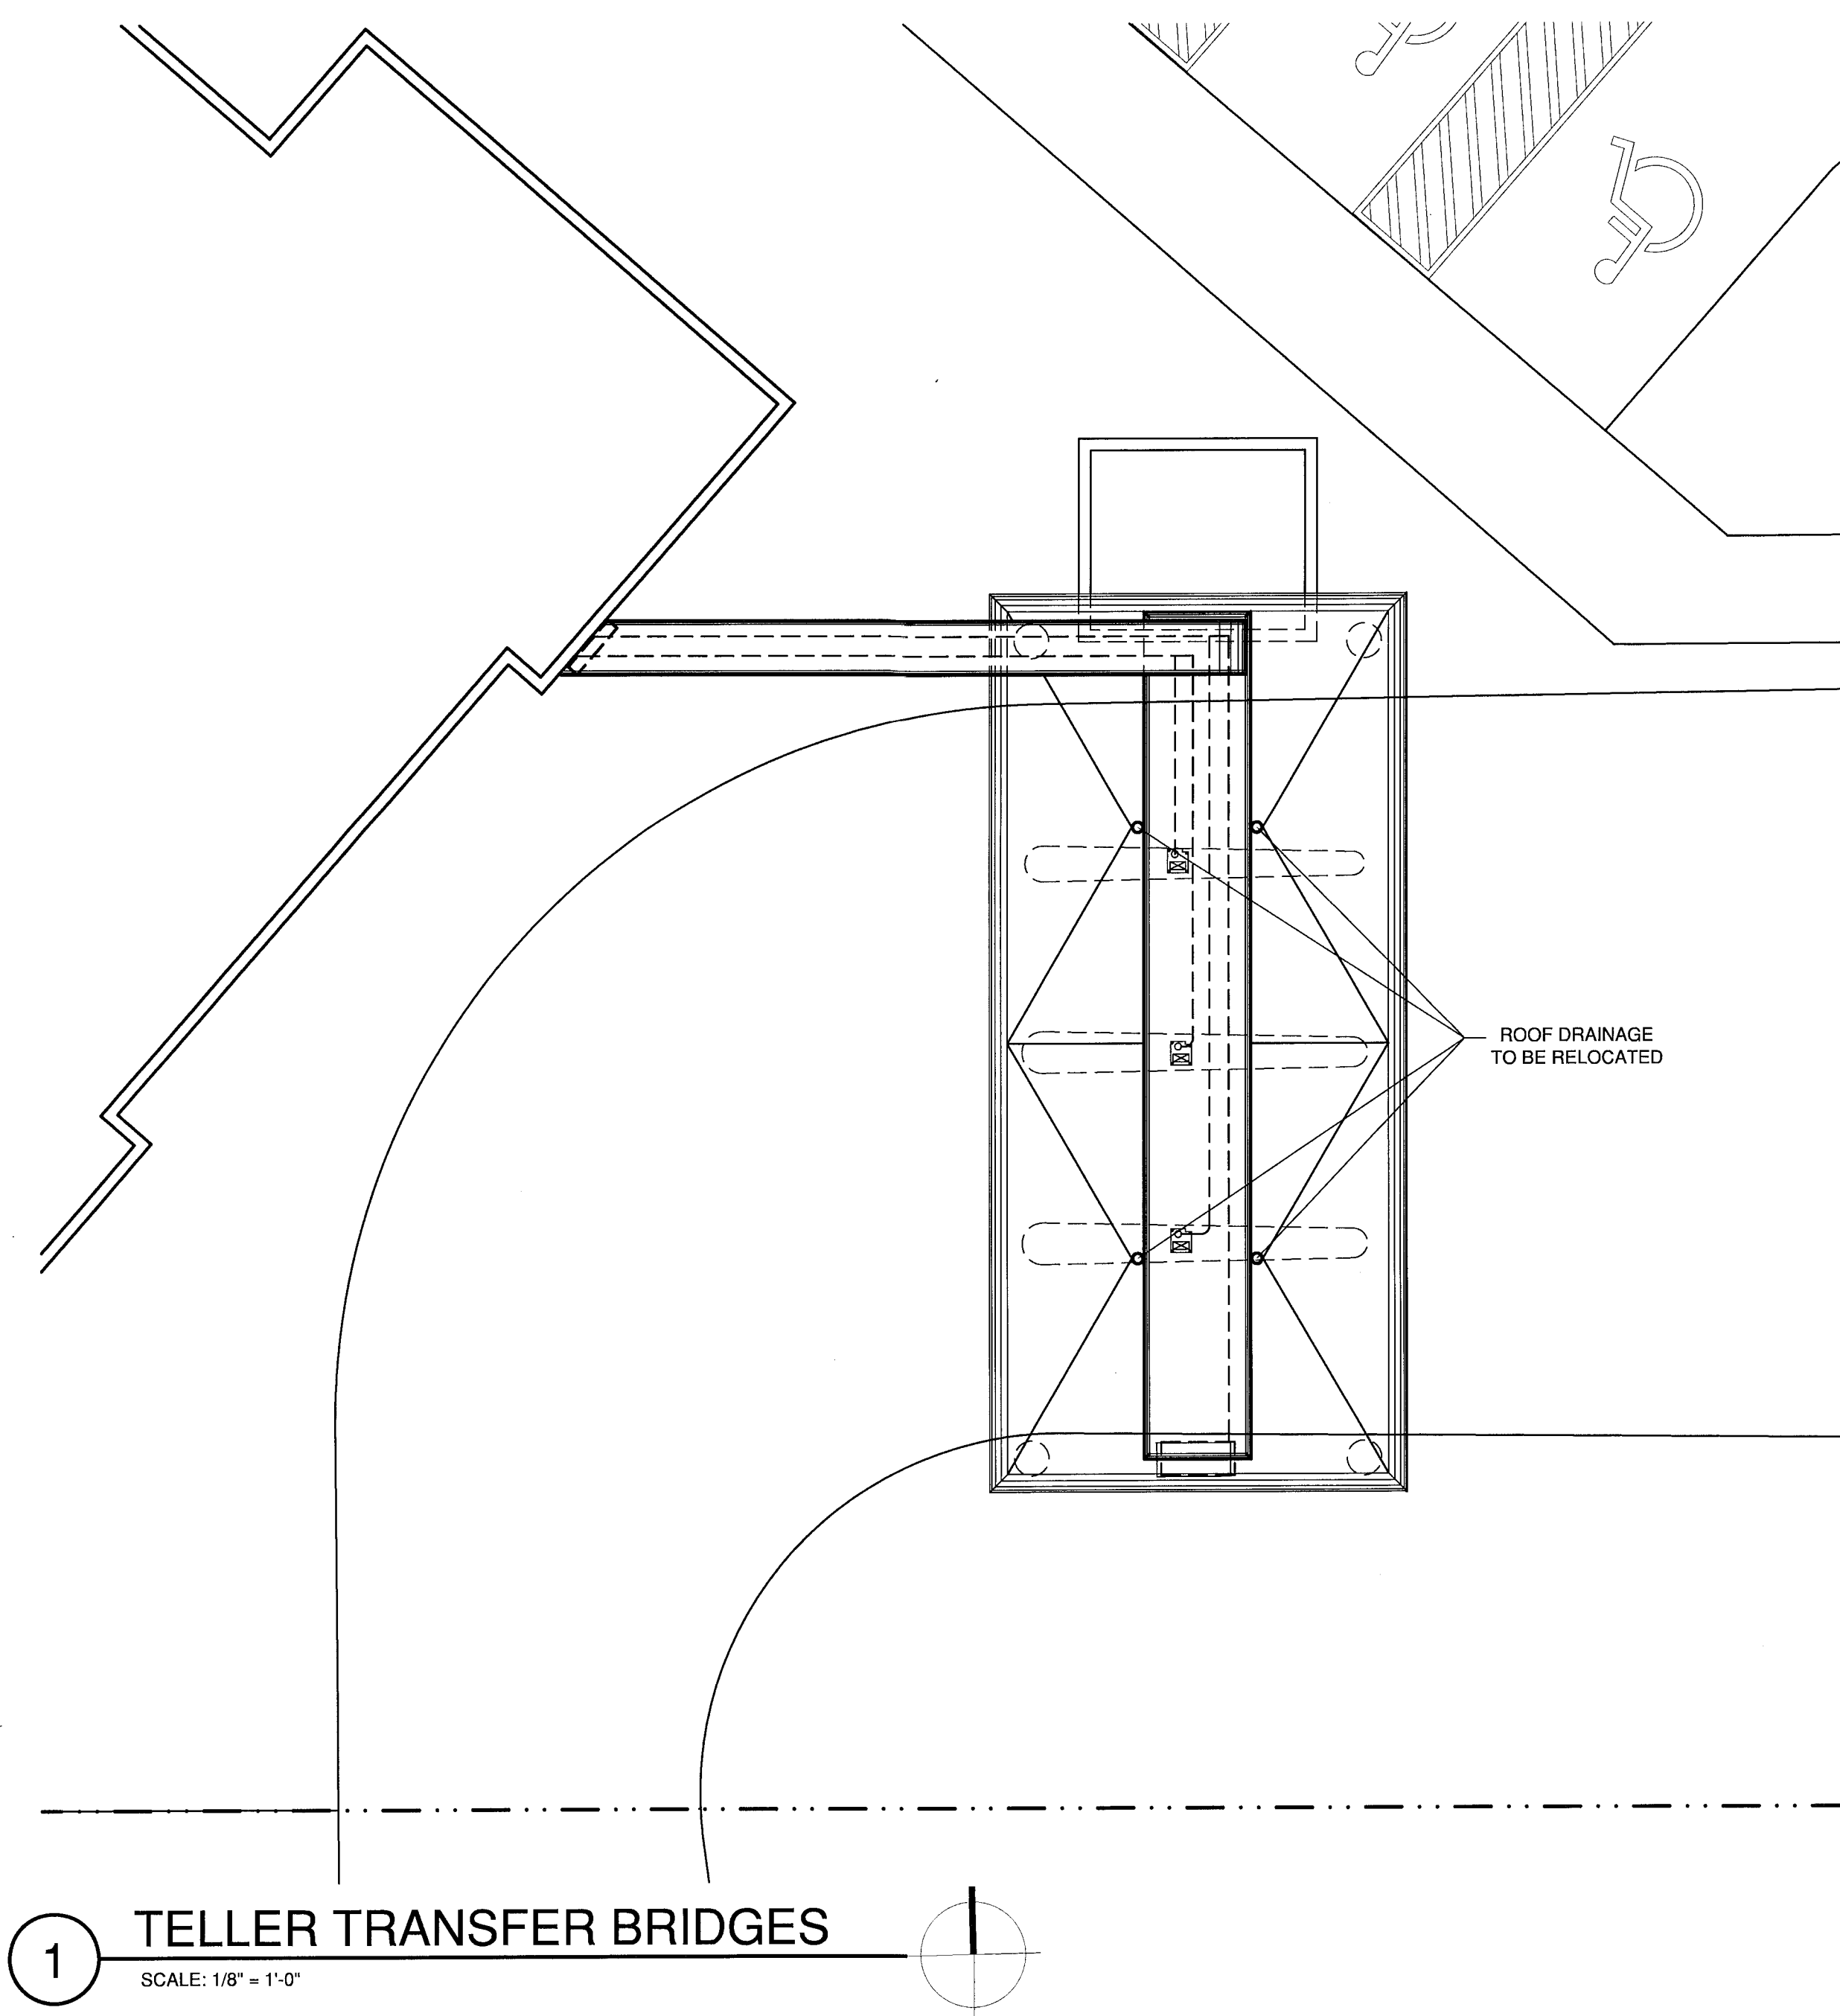 ROOF DRAINAGE
TO BE RELOCATED
1
TELLER TRANSFER BRIDGES
SCALE: 1/8" = 1'-0"